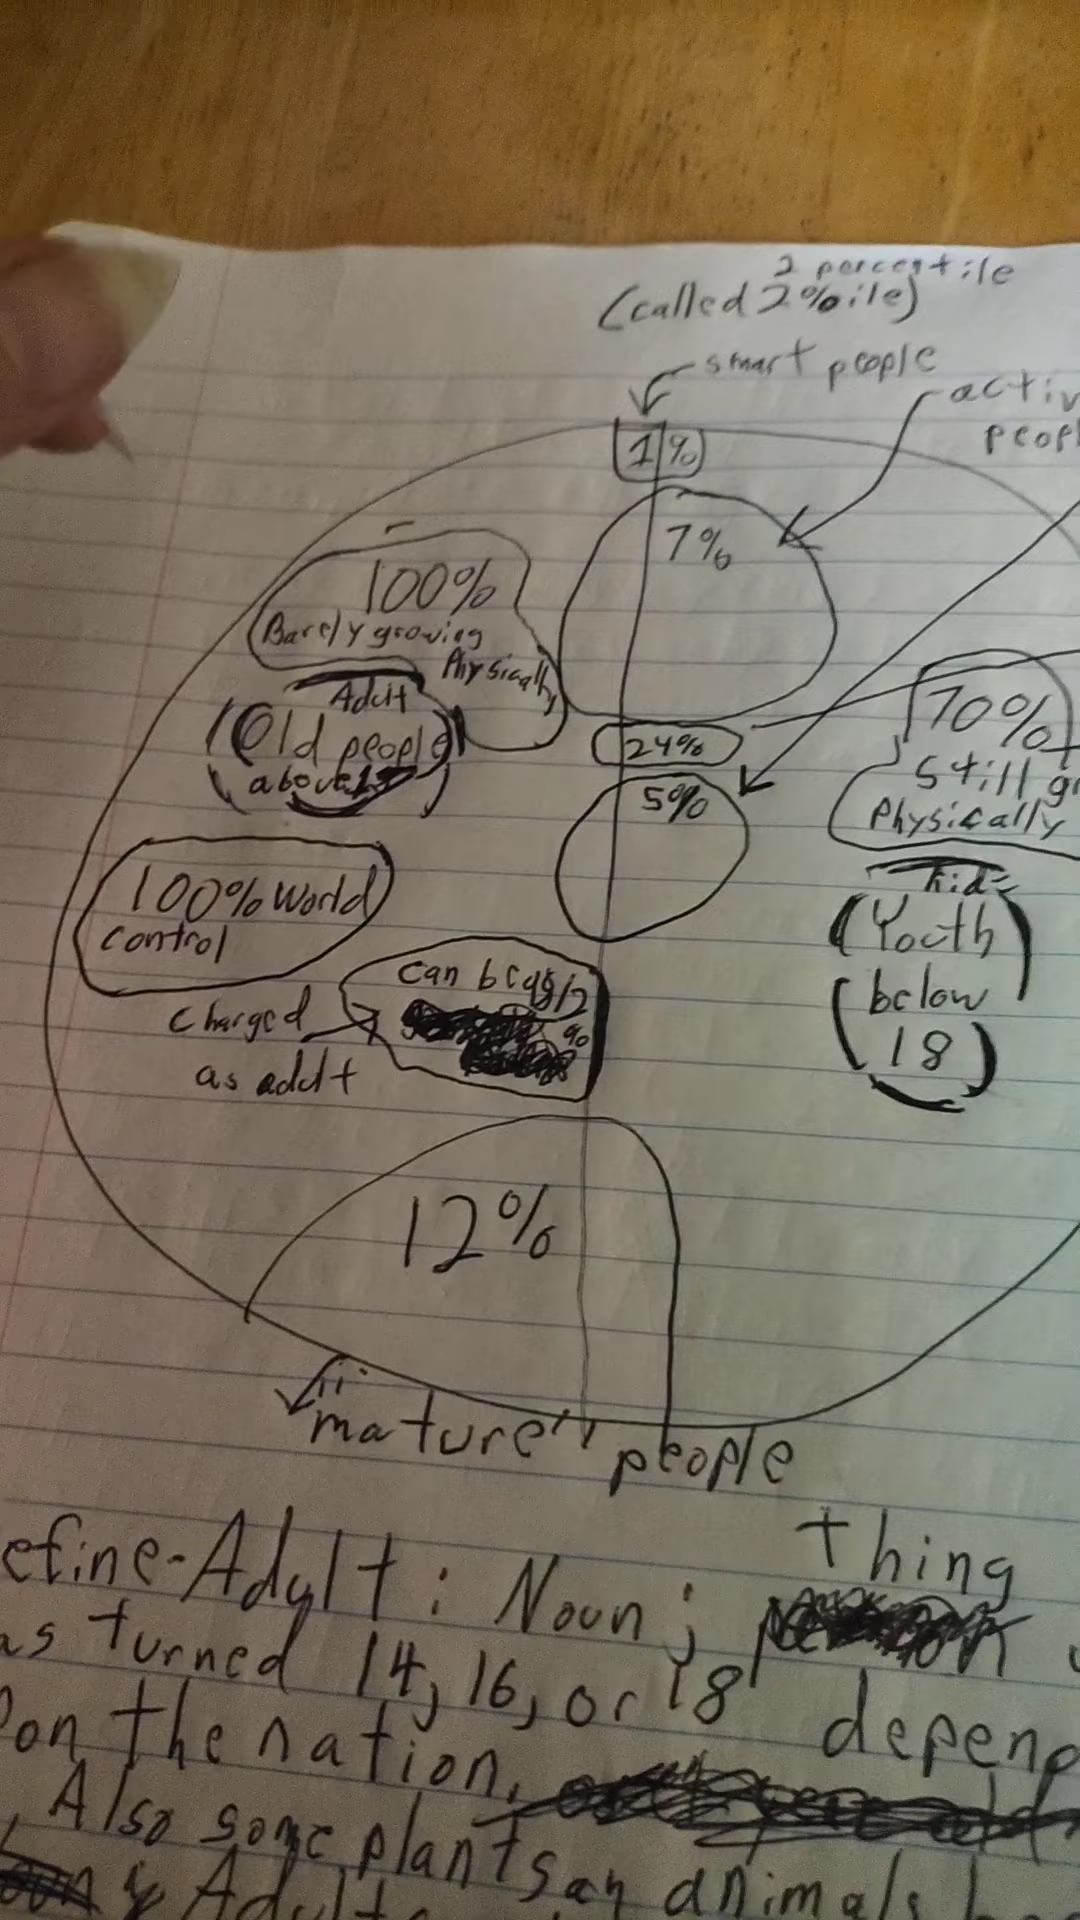 2 percentile
(called 2%ile)
smart people
activ
peopl
1%
7%
100%
Barely growing
Physically
Adult
(Old people
above
24%
5%
70%
Still gr
Physically
Kid=
(Youth)
(below
18)
100% World
control
can be
%
charged
as adult
12%
"mature" people
efine-Adult: Noun; thing
as turned 14, 16, or 18 depend
on the nation.
Also some plants an animals
Adult